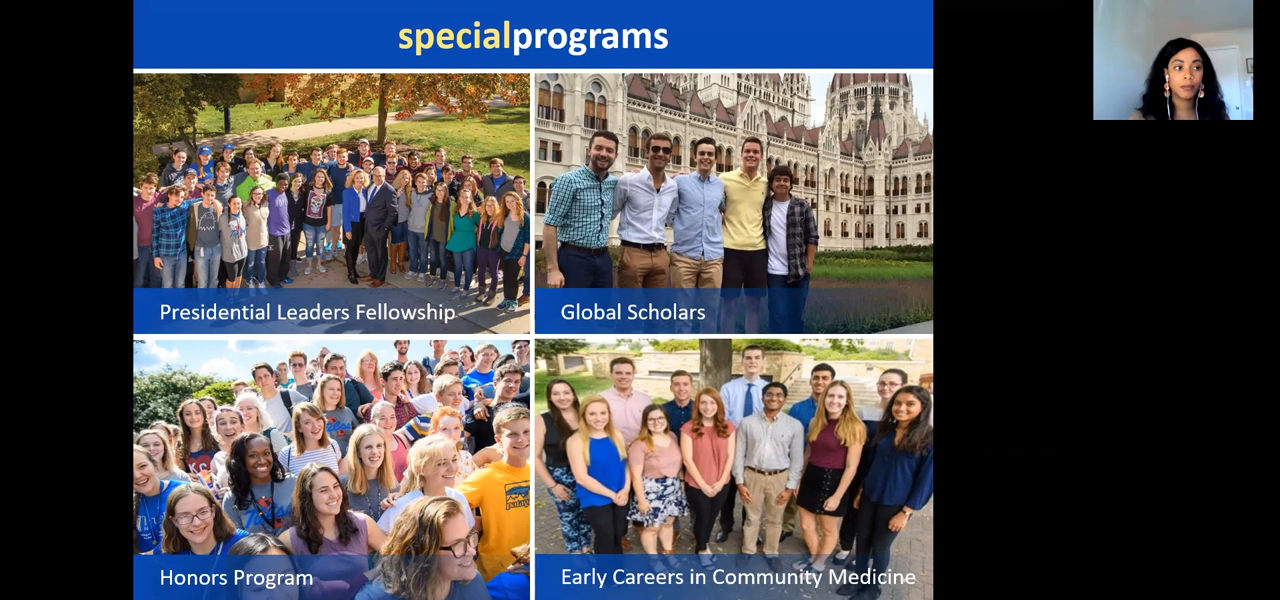 specialprograms
Presidential Leaders Fellowship
Global Scholars
Honors Program
Early Careers in Community Medicine